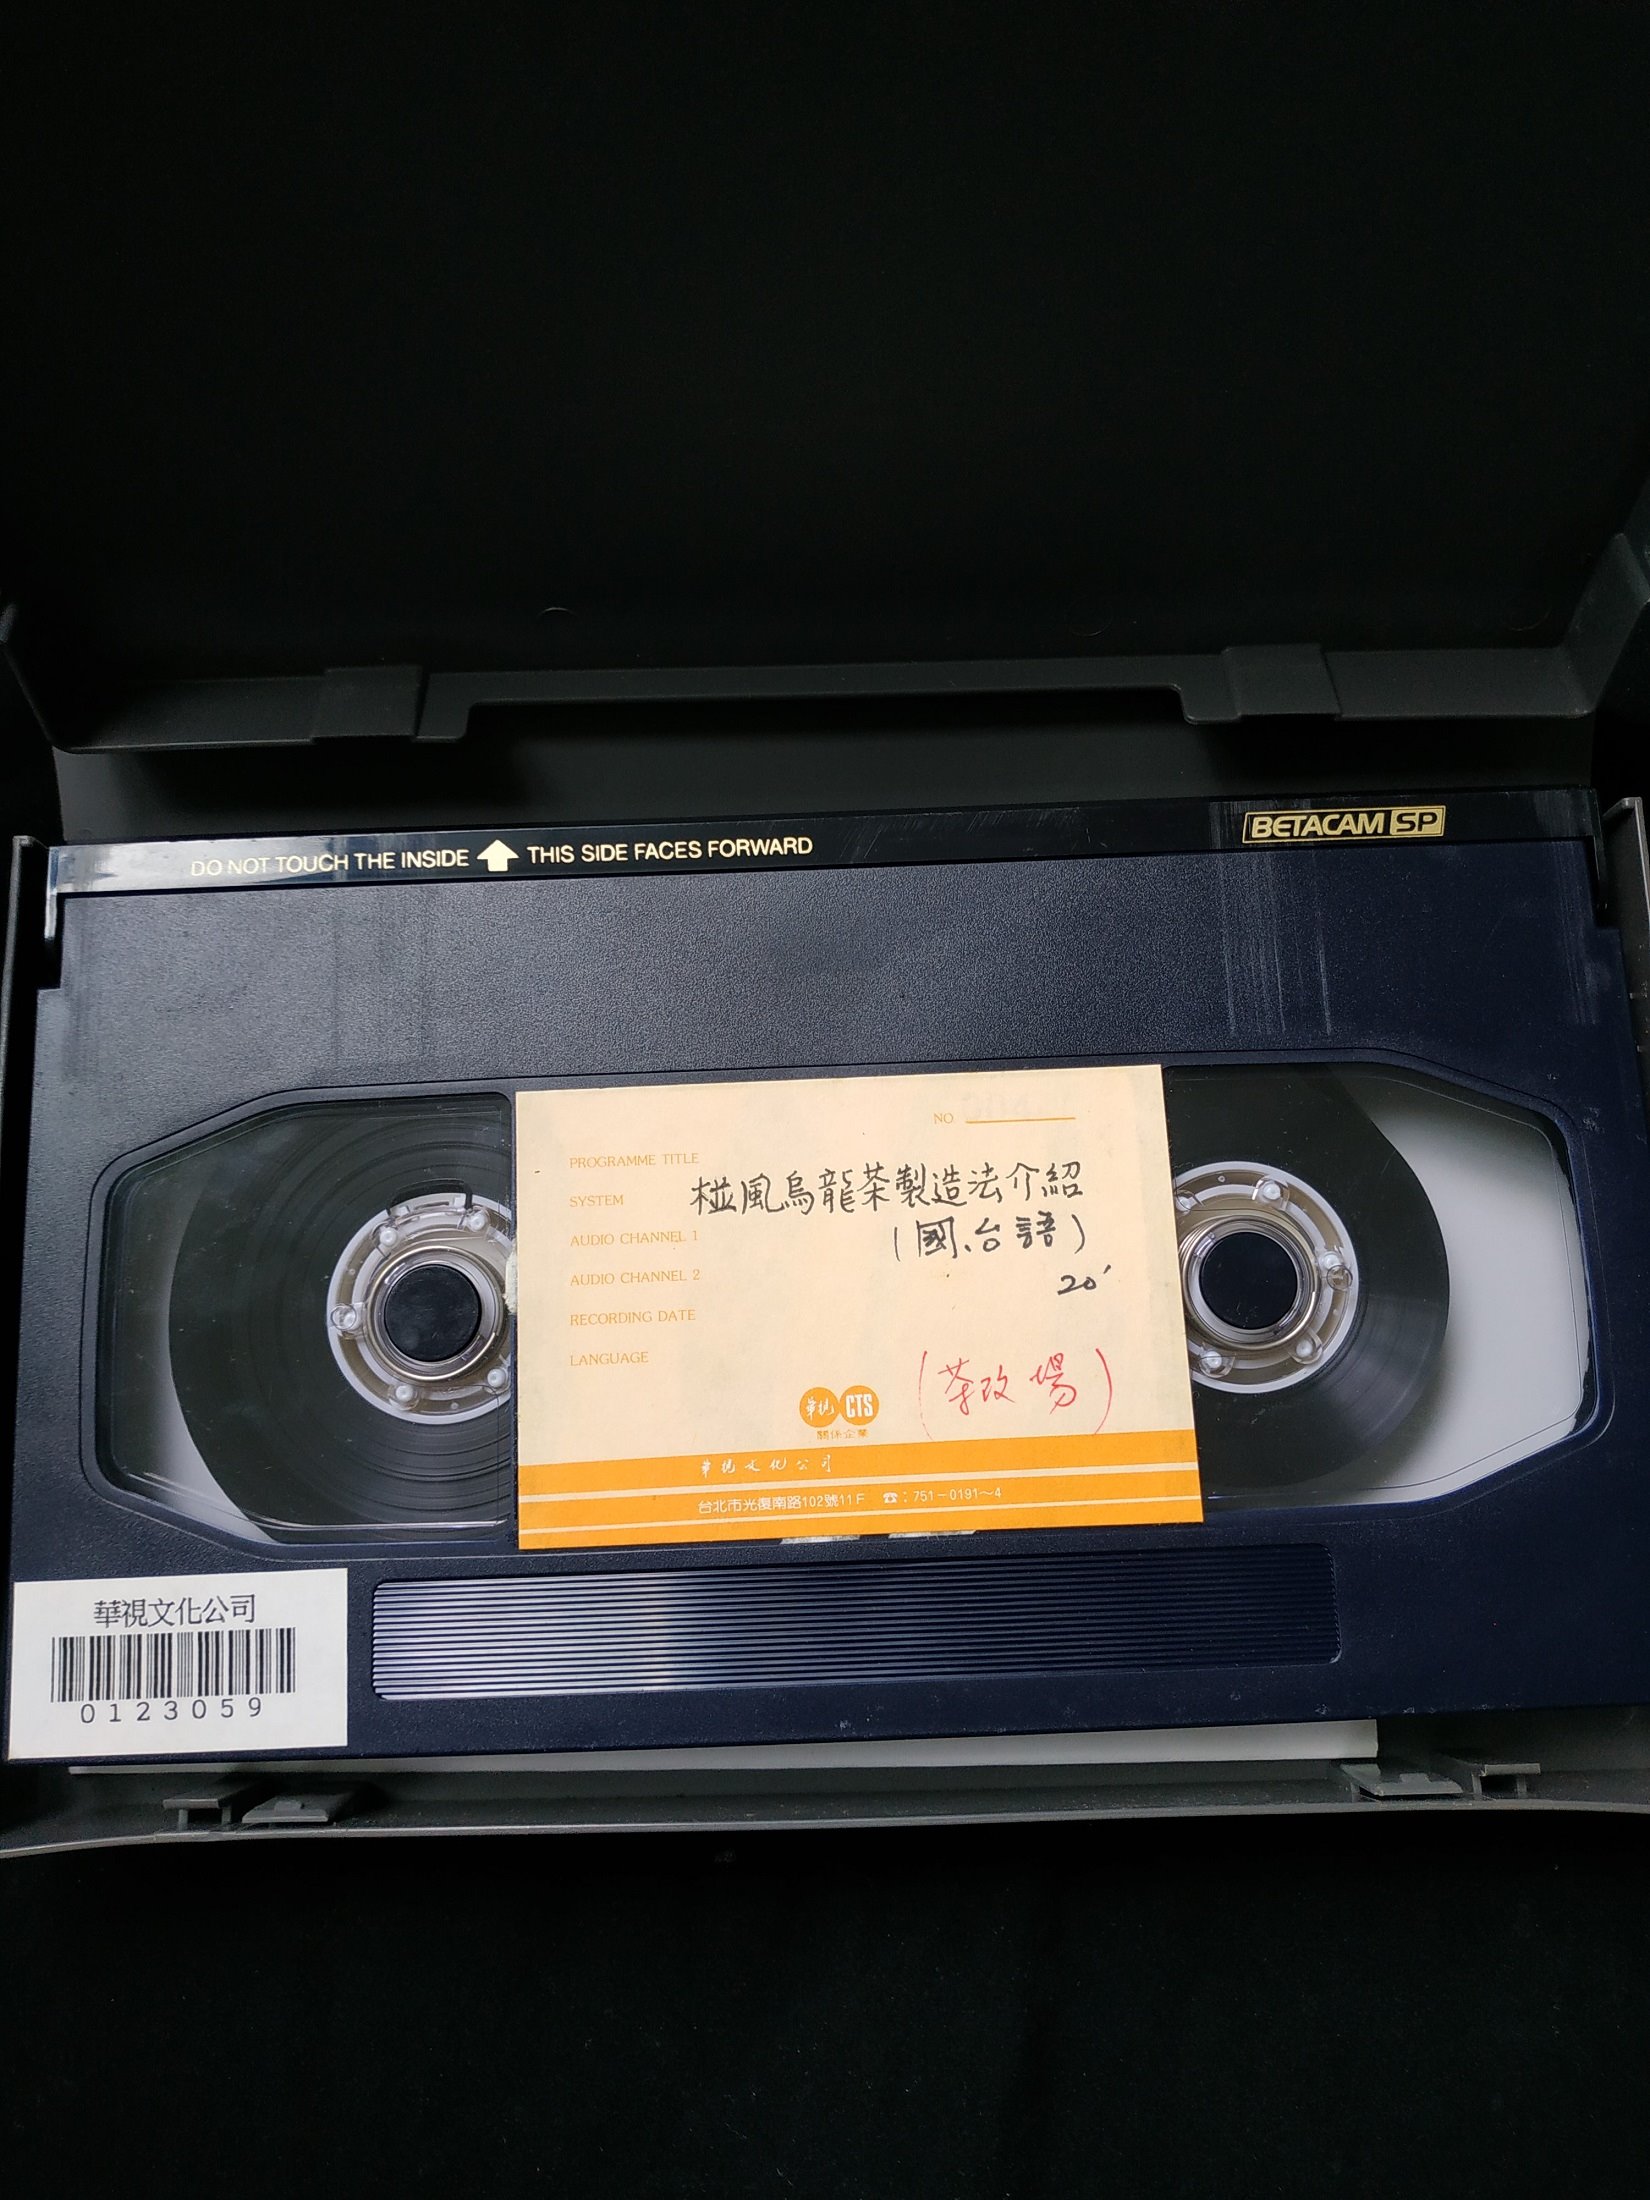 DO NOT TOUCH THE INSIDE THIS SIDE FACES FORWARD
BETACAM SP
NO
PROGRAMME TITLE
SYSTEM
椪風烏龍茶製造法介紹
AUDIO CHANNEL 1
(國、台語)
AUDIO CHANNEL 2
20'
RECORDING DATE
LANGUAGE
(茶改場)
華視 CTS
關係企業
華視文化公司
台北市光復南路102號11F ☎:751-0191~4
華視文化公司
0123059